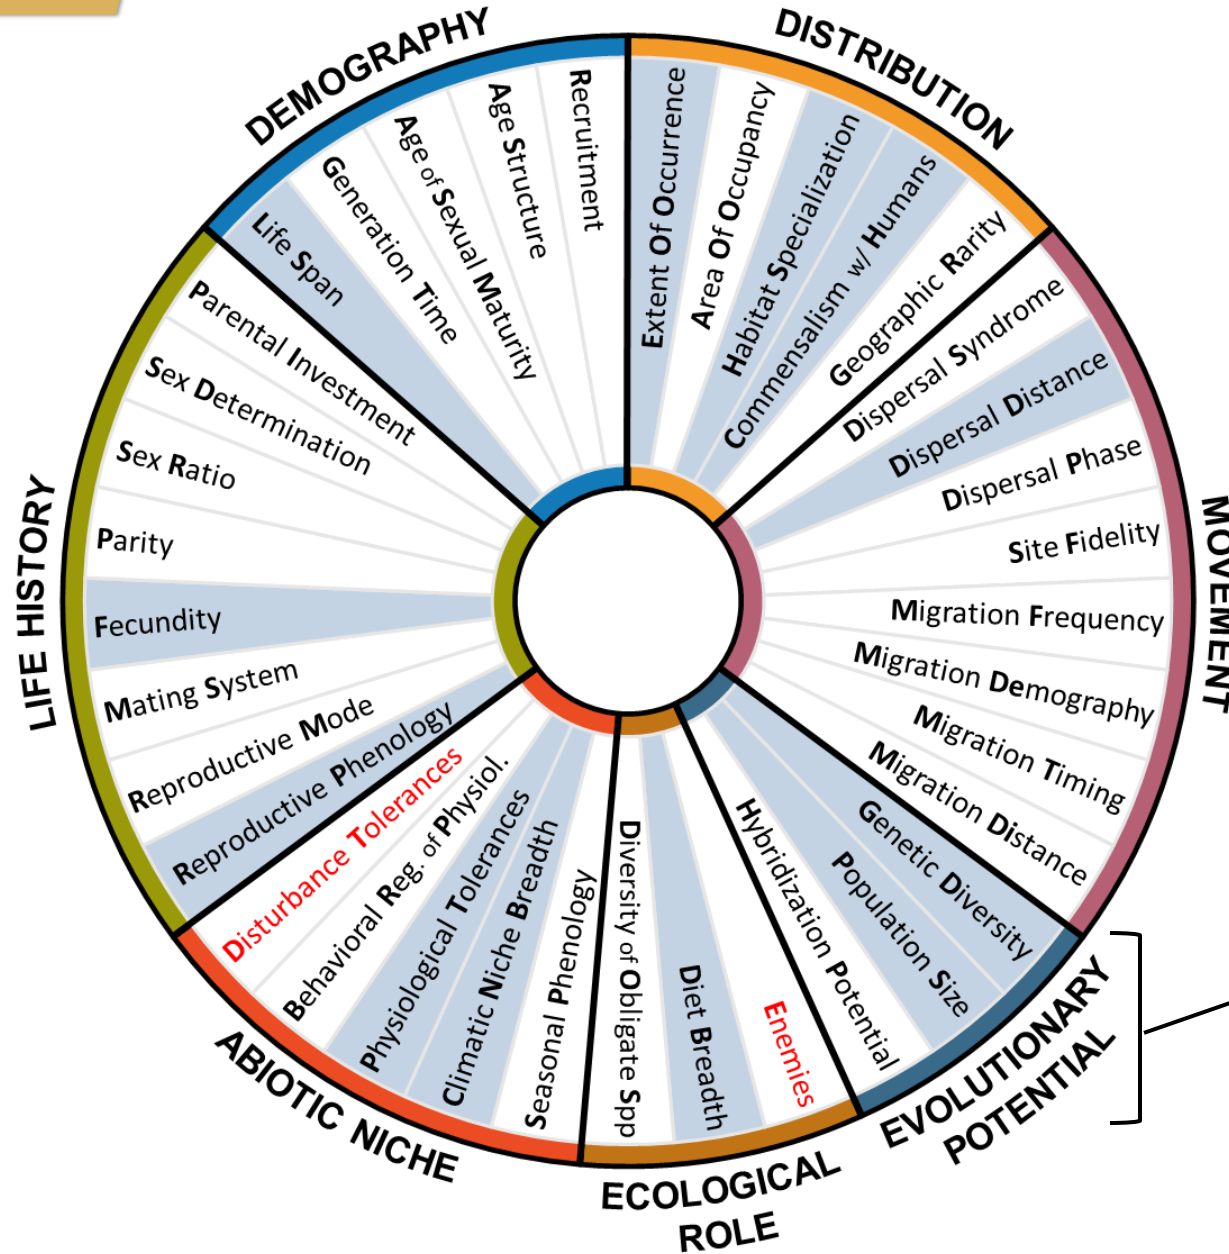 DEMOGRAPHY
Recruitment
Age Structure
Age of Sexual Maturity
Generation Time
Life Span
DISTRIBUTION
Extent Of Occurrence
Area Of Occupancy
Habitat Specialization
Commensalism w/ Humans
Geographic Rarity
MOVEMENT
Dispersal Syndrome
Dispersal Distance
Dispersal Phase
Site Fidelity
Migration Frequency
Migration Demography
Migration Timing
Migration Distance
EVOLUTIONARY
POTENTIAL
Genetic Diversity
Population Size
Hybridization Potential
ECOLOGICAL
ROLE
Enemies
Diet Breadth
Diversity of Obligate Spp
ABIOTIC NICHE
Seasonal Phenology
Climatic Niche Breadth
Physiological Tolerances
Behavioral Reg. of Physiol.
Disturbance Tolerances
LIFE HISTORY
Reproductive Phenology
Reproductive Mode
Mating System
Fecundity
Parity
Sex Ratio
Sex Determination
Parental Investment